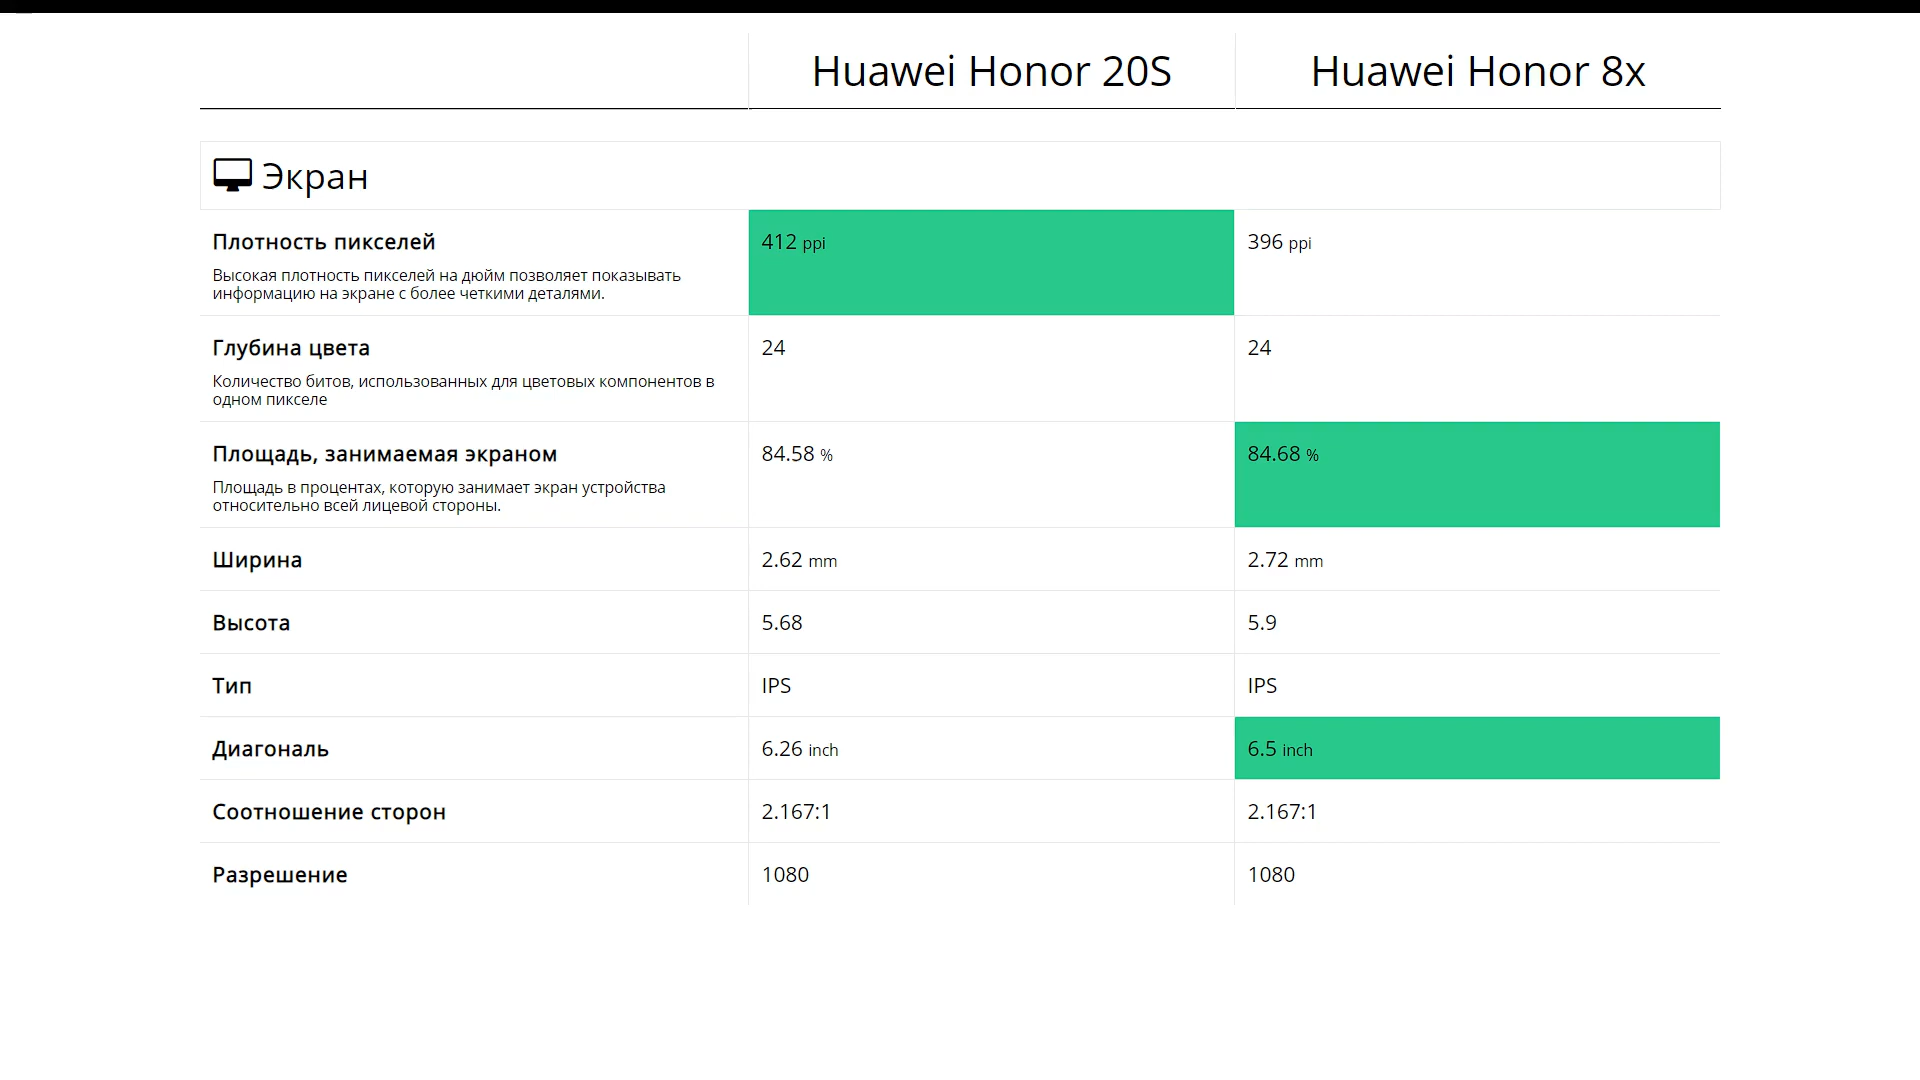 Huawei Honor 20S Huawei Honor 8x
Экран
Плотность пикселей 412 ppi 396 ppi
Высокая плотность пикселей на дюйм позволяет показывать
информацию на экране с более четкими деталями.
Глубина цвета 24 24
Количество битов, использованных для цветовых компонентов в
одном пикселе
Площадь, занимаемая экраном 84.58 % 84.68 %
Площадь в процентах, которую занимает экран устройства
относительно всей лицевой стороны.
Ширина 2.62 mm 2.72 mm
Высота 5.68 5.9
Тип IPS IPS
Диагональ 6.26 inch 6.5 inch
Соотношение сторон 2.167:1 2.167:1
Разрешение 1080 1080